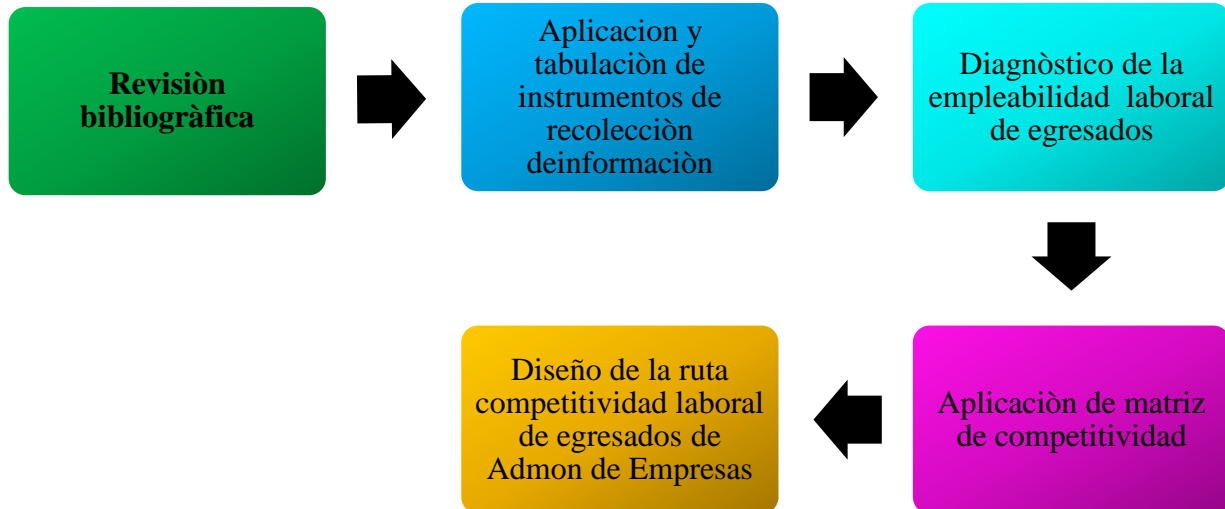 Revisiòn
bibliogràfica
Aplicacion y
tabulaciòn de
instrumentos de
recolecciòn
deinformaciòn
Diagnòstico de la
empleabilidad laboral
de egresados
Aplicaciòn de matriz
de competitividad
Diseño de la ruta
competitividad laboral
de egresados de
Admon de Empresas